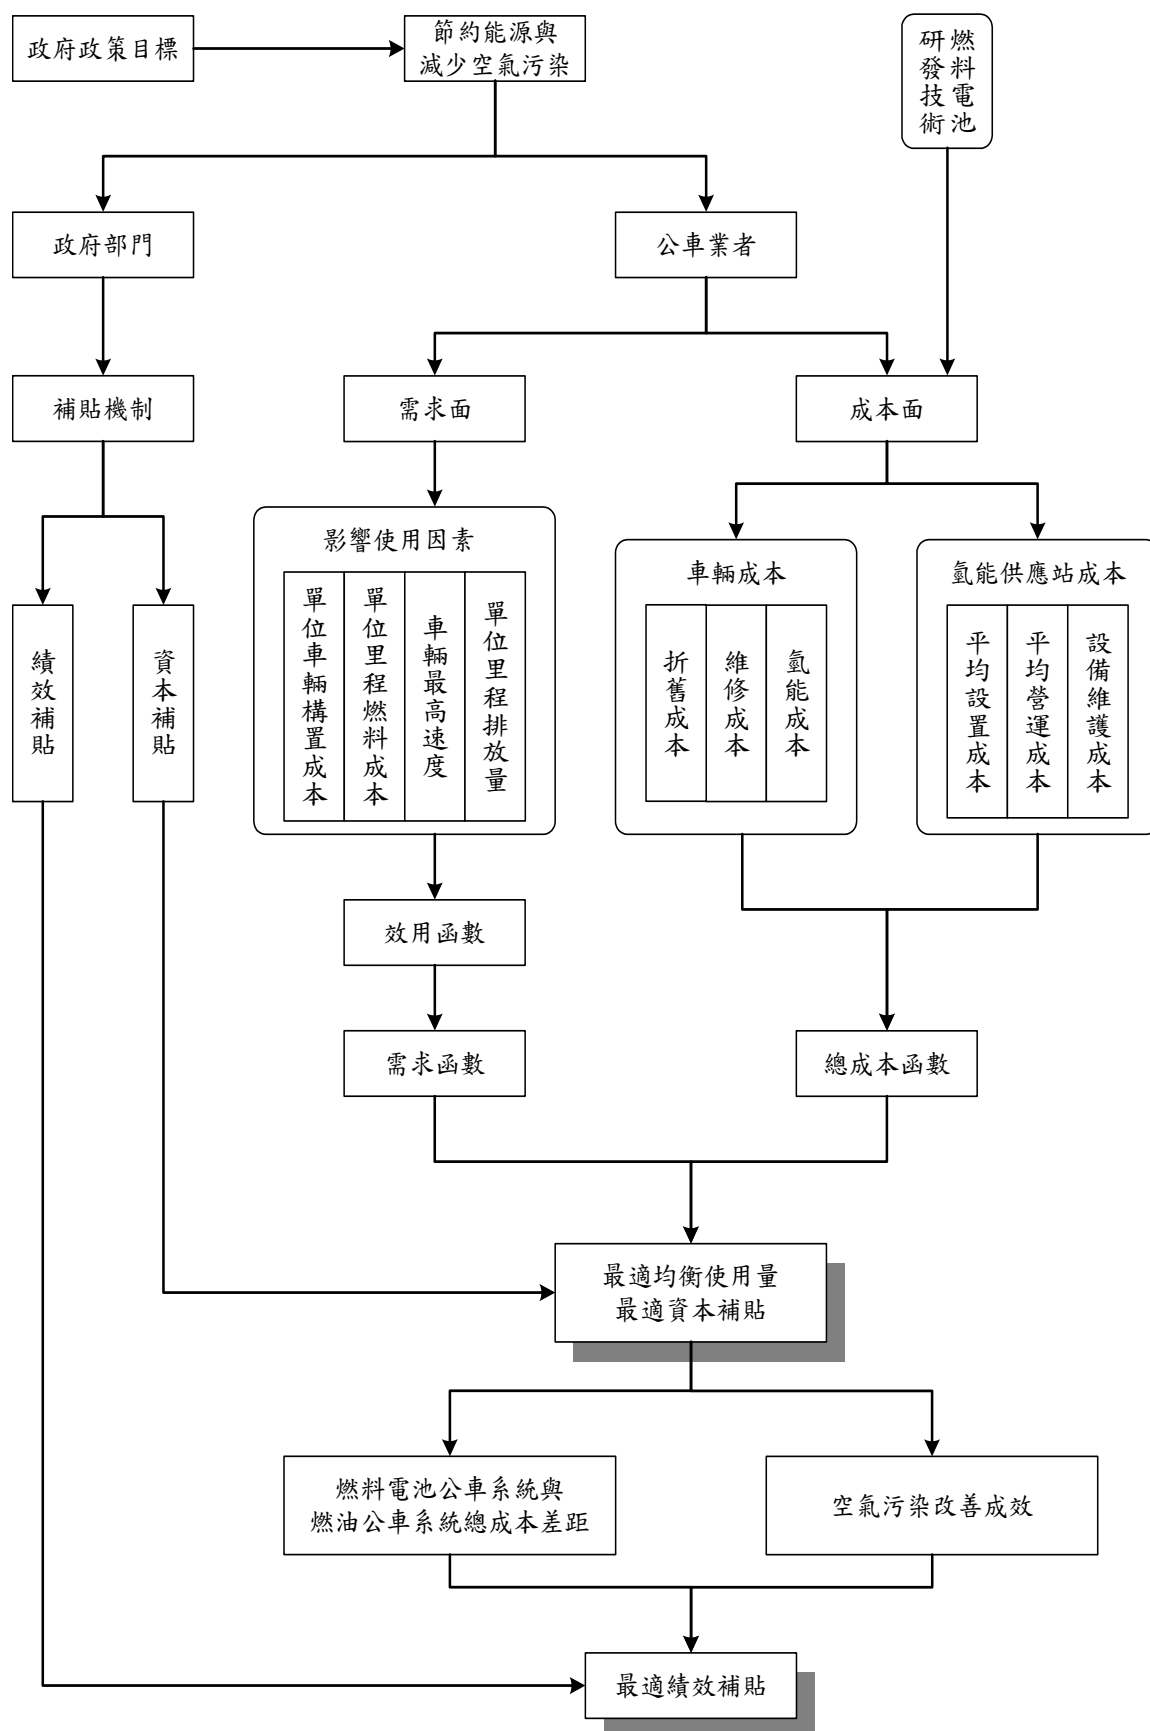 政府政策目標
節約能源與
減少空氣污染
燃料電池
研發技術
政府部門
公車業者
補貼機制
需求面
成本面
影響使用因素
單位車輛構置成本
單位里程燃料成本
車輛最高速度
單位里程排放量
車輛成本
折舊成本
維修成本
氫能成本
氫能供應站成本
平均設置成本
平均營運成本
設備維護成本
績效補貼
資本補貼
效用函數
需求函數
總成本函數
最適均衡使用量
最適資本補貼
燃料電池公車系統與
燃油公車系統總成本差距
空氣污染改善成效
最適績效補貼